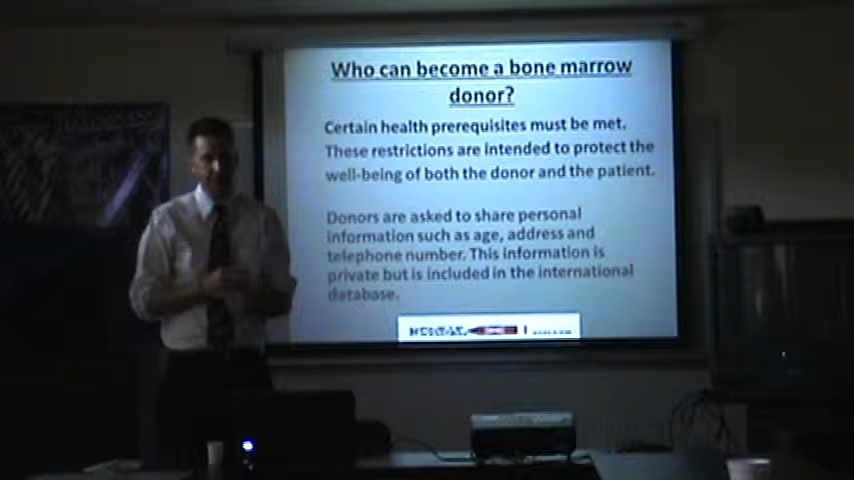 Who can become a bone marrow
donor?
Certain health prerequisites must be met.
These restrictions are intended to protect the
well-being of both the donor and the patient.
Donors are asked to share personal
information such as age, address and
telephone number. This information is
private but is included in the international
database.